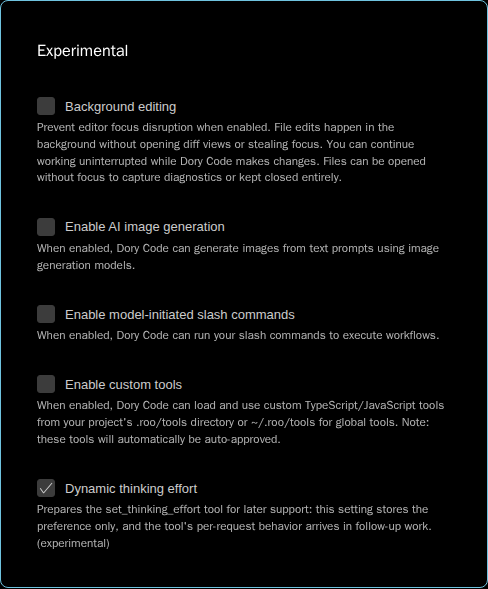 Experimental
Background editing
Prevent editor focus disruption when enabled. File edits happen in the
background without opening diff views or stealing focus. You can continue
working uninterrupted while Dory Code makes changes. Files can be opened
without focus to capture diagnostics or kept closed entirely.
Enable AI image generation
When enabled, Dory Code can generate images from text prompts using image
generation models.
Enable model-initiated slash commands
When enabled, Dory Code can run your slash commands to execute workflows.
Enable custom tools
When enabled, Dory Code can load and use custom TypeScript/JavaScript tools
from your project's .roo/tools directory or ~/.roo/tools for global tools. Note:
these tools will automatically be auto-approved.
Dynamic thinking effort
Prepares the set_thinking_effort tool for later support: this setting stores the
preference only, and the tool's per-request behavior arrives in follow-up work.
(experimental)